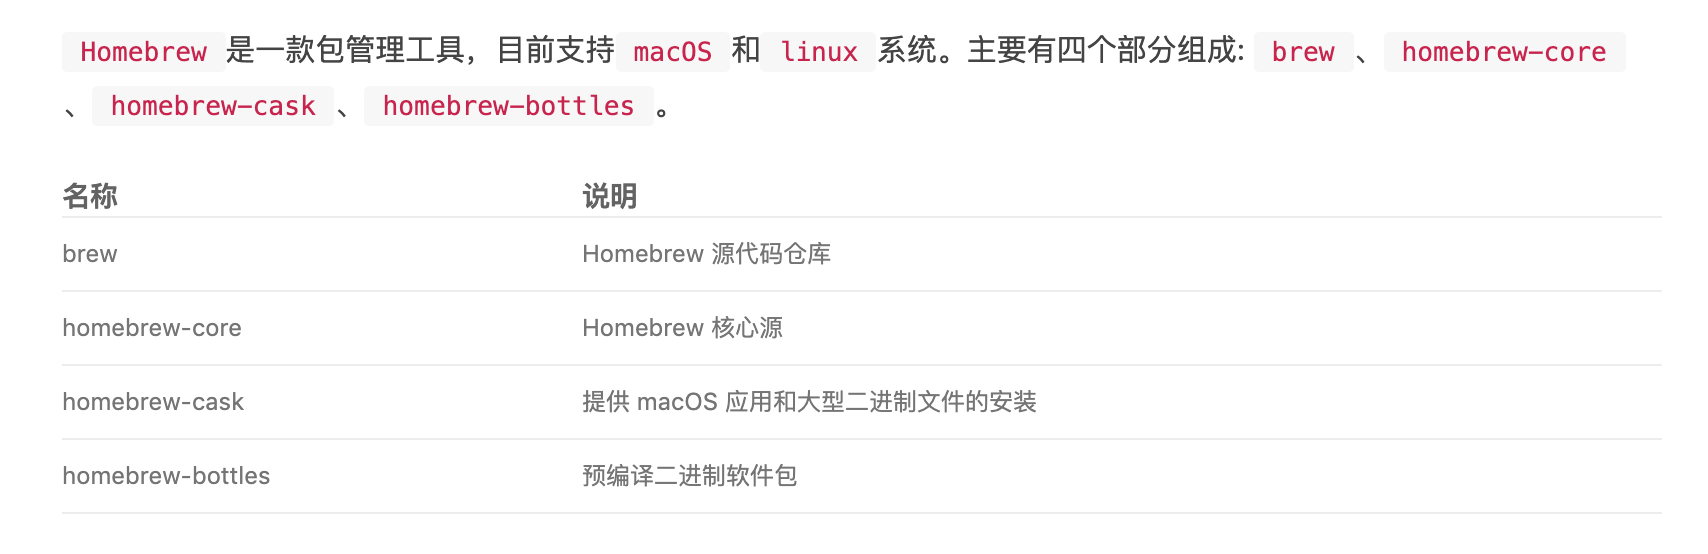 Homebrew 是一款包管理工具，目前支持 macOS 和 linux 系统。主要有四个部分组成: brew 、 homebrew-core
、 homebrew-cask 、 homebrew-bottles 。
名称 说明
brew Homebrew 源代码仓库
homebrew-core Homebrew 核心源
homebrew-cask 提供 macOS 应用和大型二进制文件的安装
homebrew-bottles 预编译二进制软件包